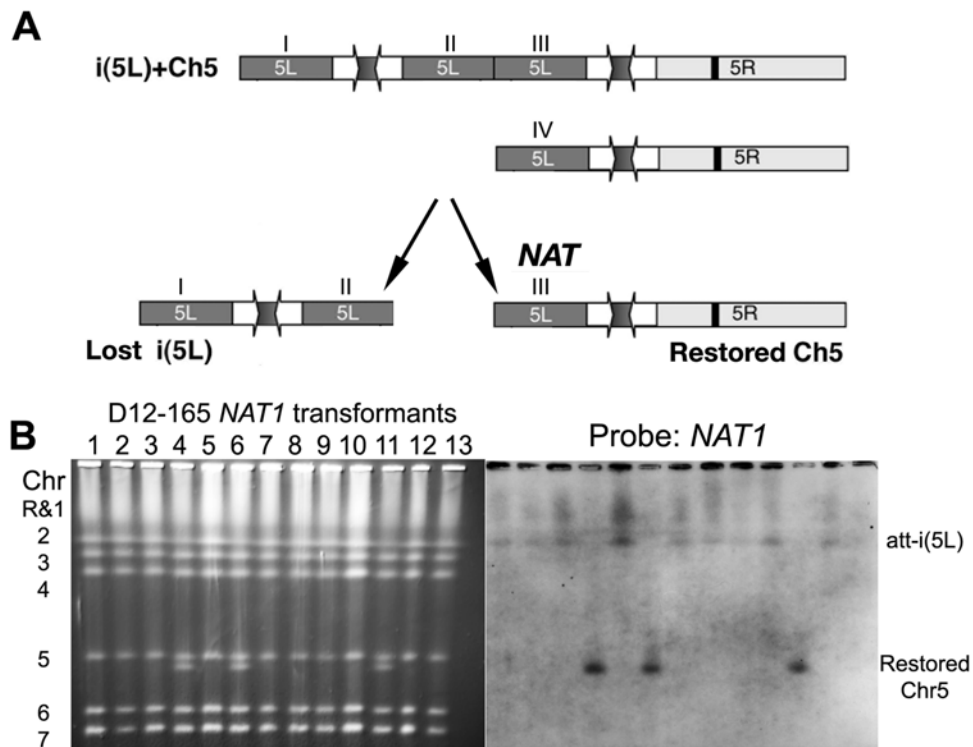 A
I II III
i(5L)+Ch5 5L 5L 5L 5R
IV
5L 5R
NAT
I II III
5L 5L 5L 5R
Lost i(5L) Restored Ch5
B D12-165 NAT1 transformants
Probe: NAT1
1 2 3 4 5 6 7 8 9 10 11 12 13
Chr
R&1
2
3
4
5
6
7
att-i(5L)
Restored
Chr5